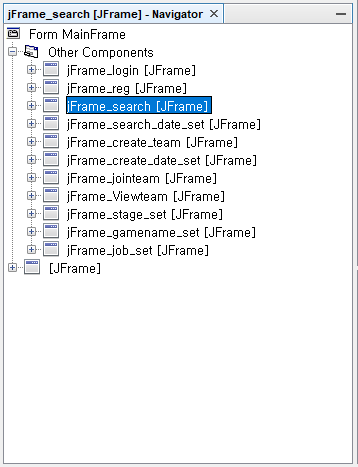 jFrame_search [JFrame] - Navigator
Form MainFrame
Other Components
jFrame_login [JFrame]
jFrame_reg [JFrame]
jFrame_search [JFrame]
jFrame_search_date_set [JFrame]
jFrame_create_team [JFrame]
jFrame_create_date_set [JFrame]
jFrame_jointeam [JFrame]
jFrame_Viewteam [JFrame]
jFrame_stage_set [JFrame]
jFrame_gamename_set [JFrame]
jFrame_job_set [JFrame]
[JFrame]